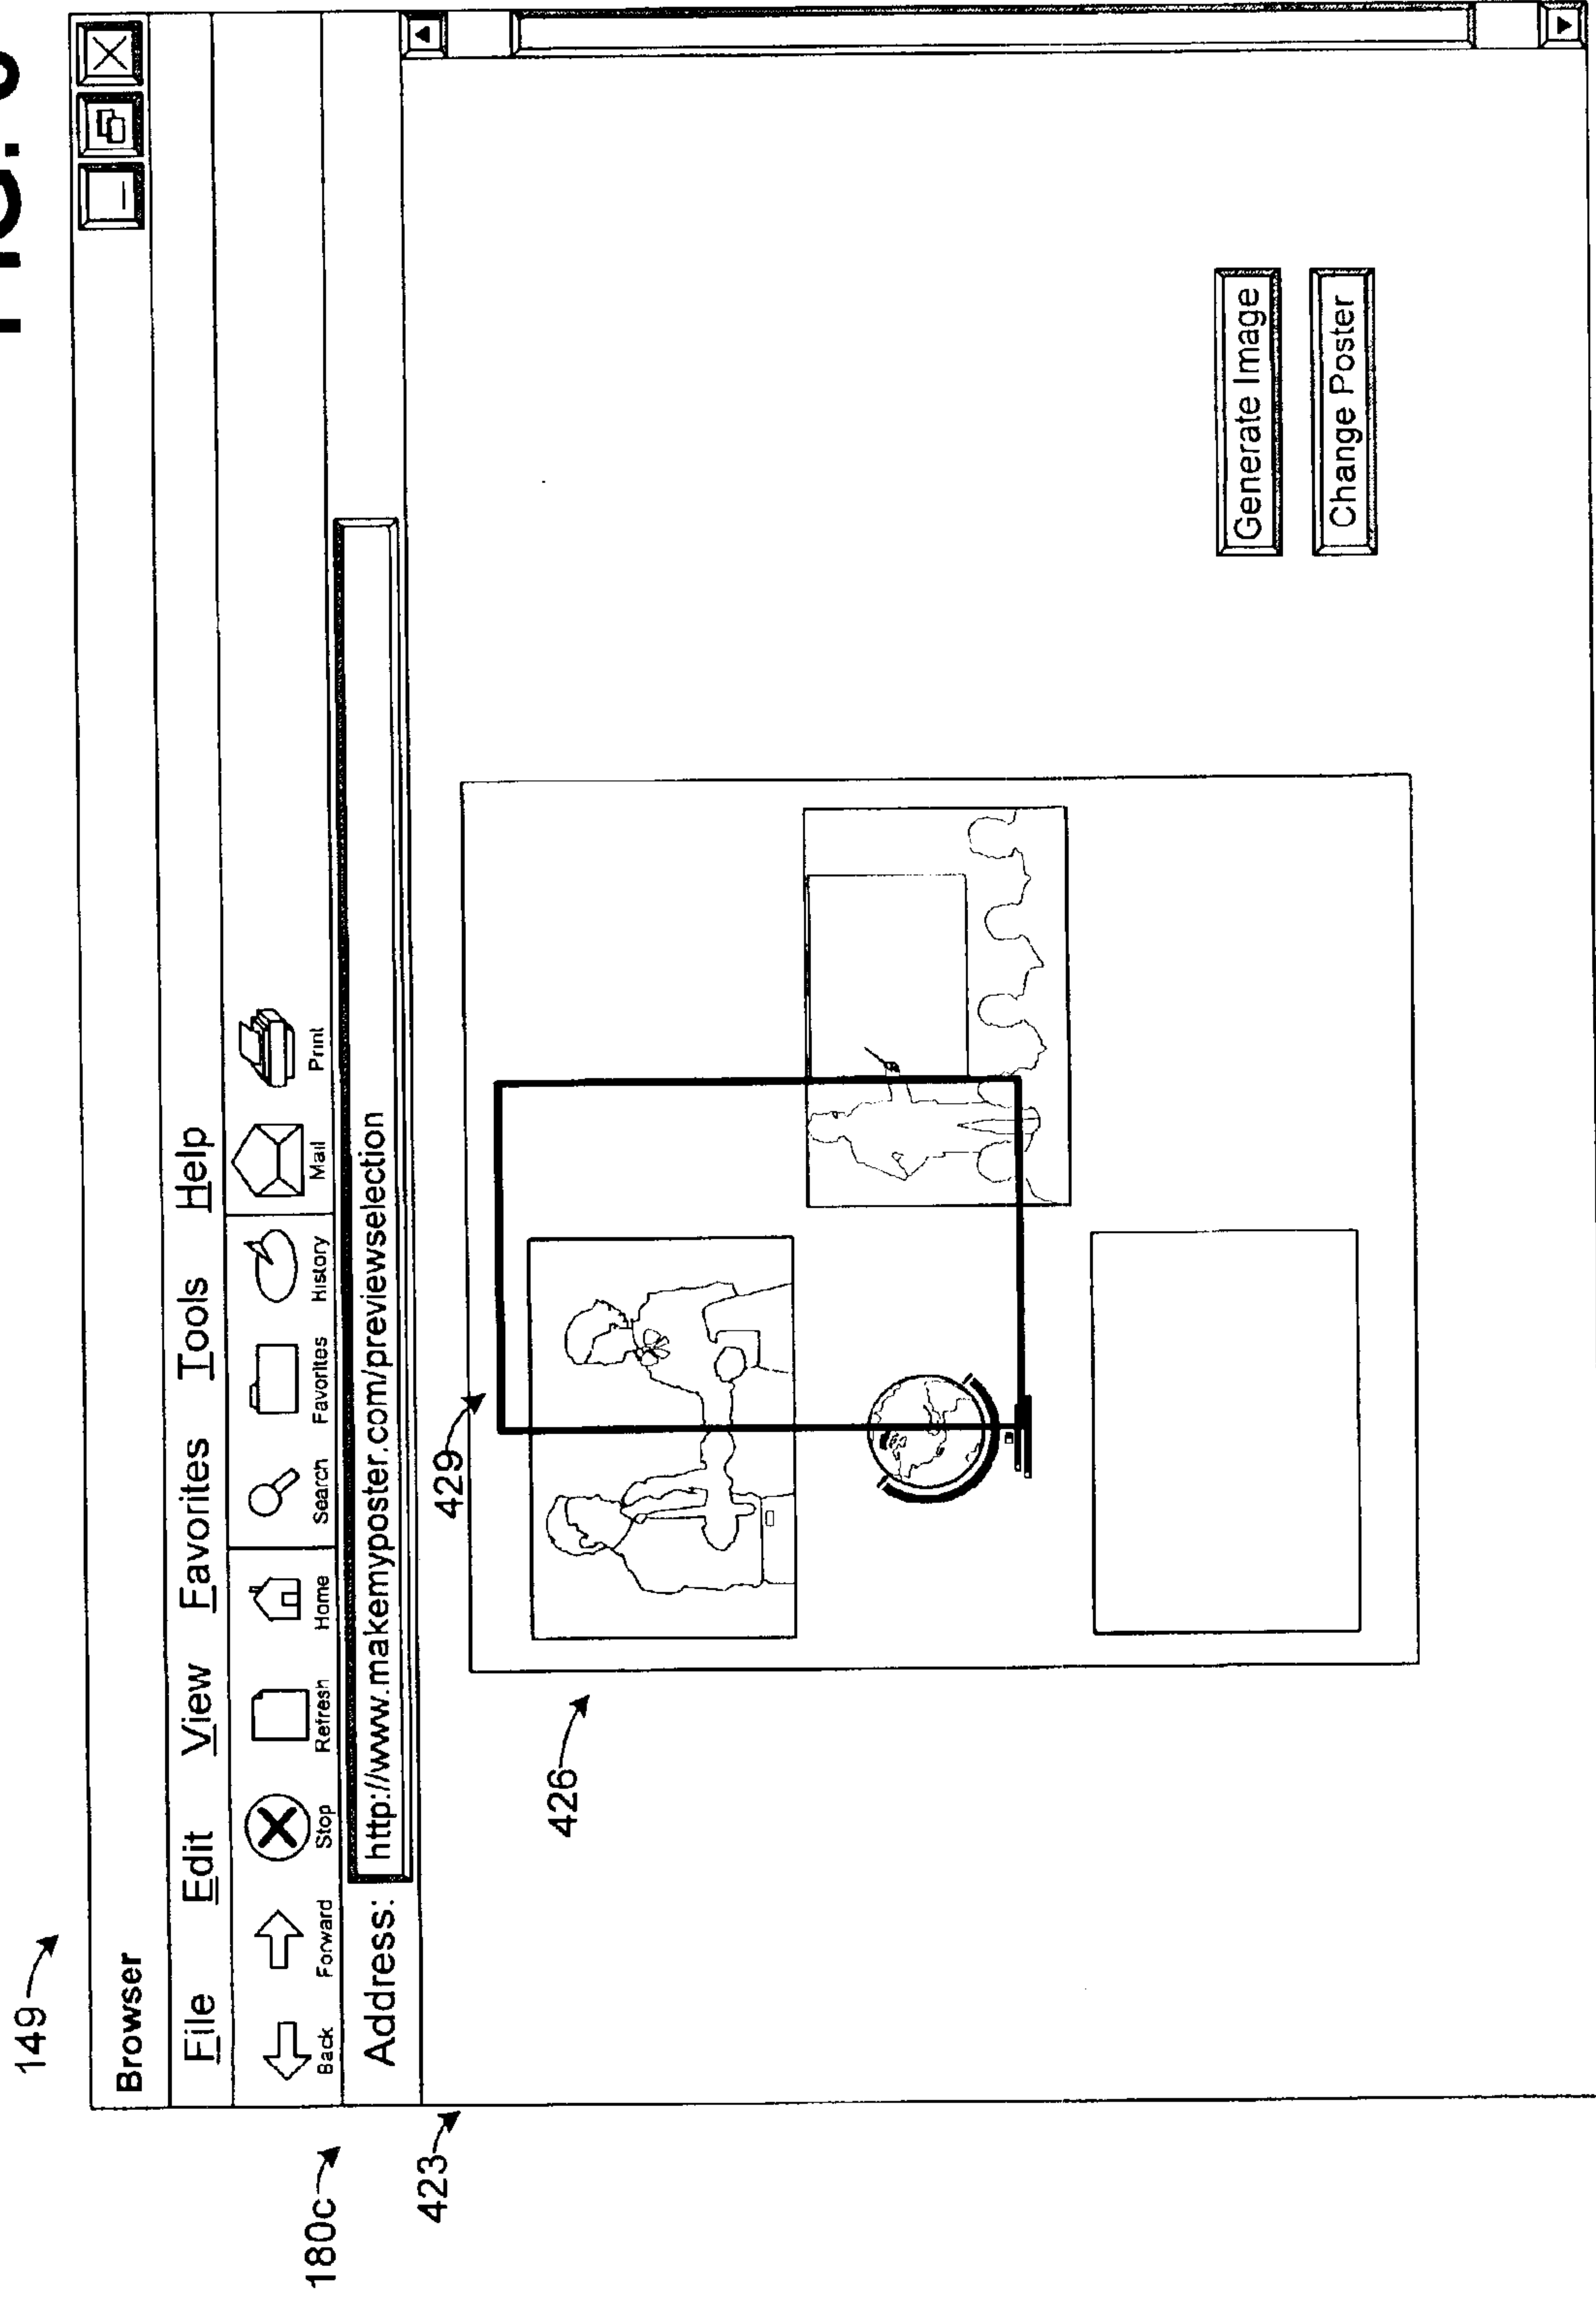 149
Browser
File Edit View Favorites Tools Help
Back Forward Stop Refresh Home Search Favorites History Mail Print
180c
Address: http://www.makemyposter.com/previewselection
423
429
426
Generate Image
Change Poster